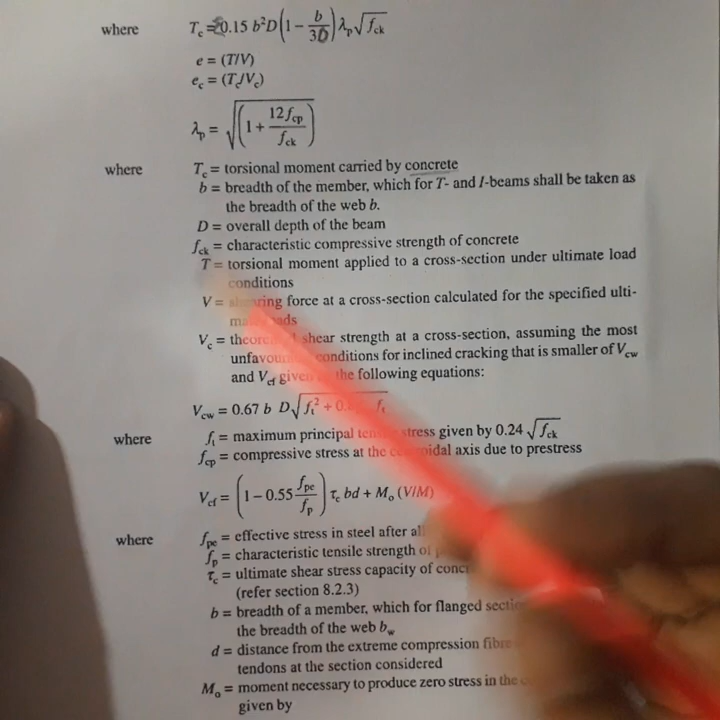 where T_c = 0.15 b²D(1 − b/3D)λ_p√f_ck
e = (T/V)
e_c = (T_c/V_c)
λ_p = √(1 + 12f_cp/f_ck)
where T_c = torsional moment carried by concrete
b = breadth of the member, which for T- and I-beams shall be taken as
the breadth of the web b.
D = overall depth of the beam
f_ck = characteristic compressive strength of concrete
T = torsional moment applied to a cross-section under ultimate load
conditions
V = shearing force at a cross-section calculated for the specified ulti-
V_c = shear strength at a cross-section, assuming the most
conditions for inclined cracking that is smaller of V_cw
and V_cf given the following equations:
V_cw = 0.67 b D√f_t² + f_t
where f_t = maximum principal stress given by 0.24 √f_ck
f_cp = compressive stress at the axis due to prestress
V_cf = (1 − 0.55 f_pe/f_p) τ_c bd + M_o (V/M)
where f_pe = effective stress in steel after
f_p = characteristic tensile strength of
τ_c = ultimate shear stress capacity of
(refer section 8.2.3)
b = breadth of a member, which for flanged
the breadth of the web b_w
d = distance from the extreme compression
tendons at the section considered
M_o = moment necessary to produce zero stress in the
given by